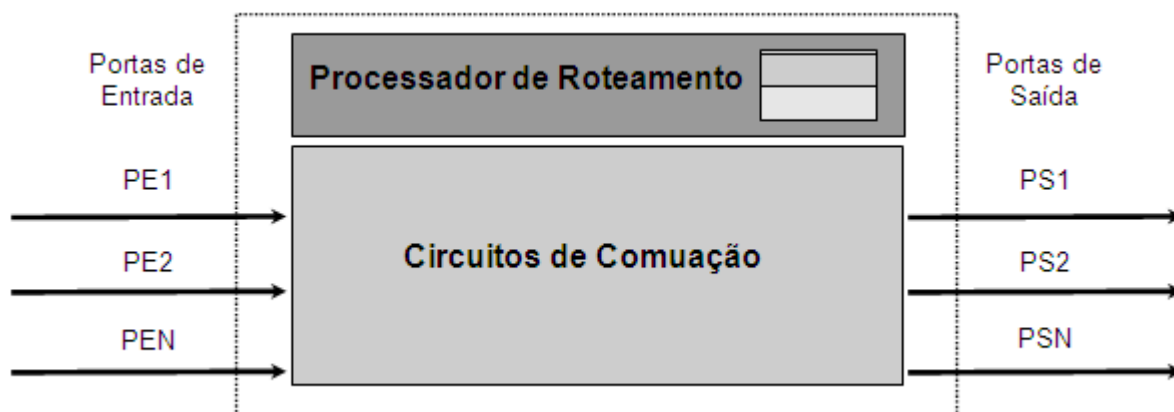 Portas de
Entrada
Processador de Roteamento
Portas de
Saída
PE1
PS1
Circuitos de Comuação
PE2
PS2
PEN
PSN